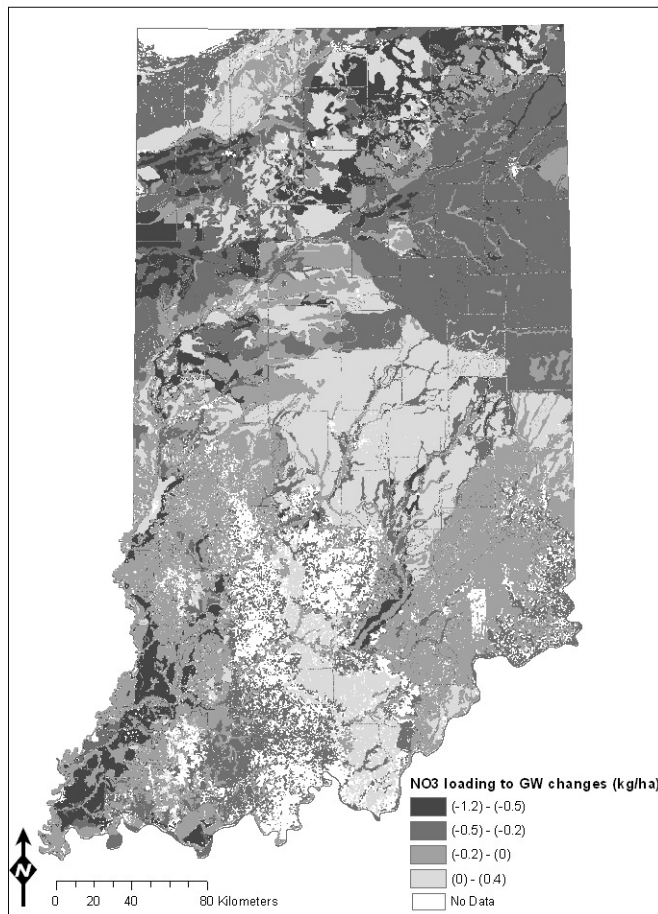 NO3 loading to GW changes (kg/ha)
(-1.2) - (-0.5)
(-0.5) - (-0.2)
(-0.2) - (0)
(0) - (0.4)
No Data
N
0 20 40 80 Kilometers